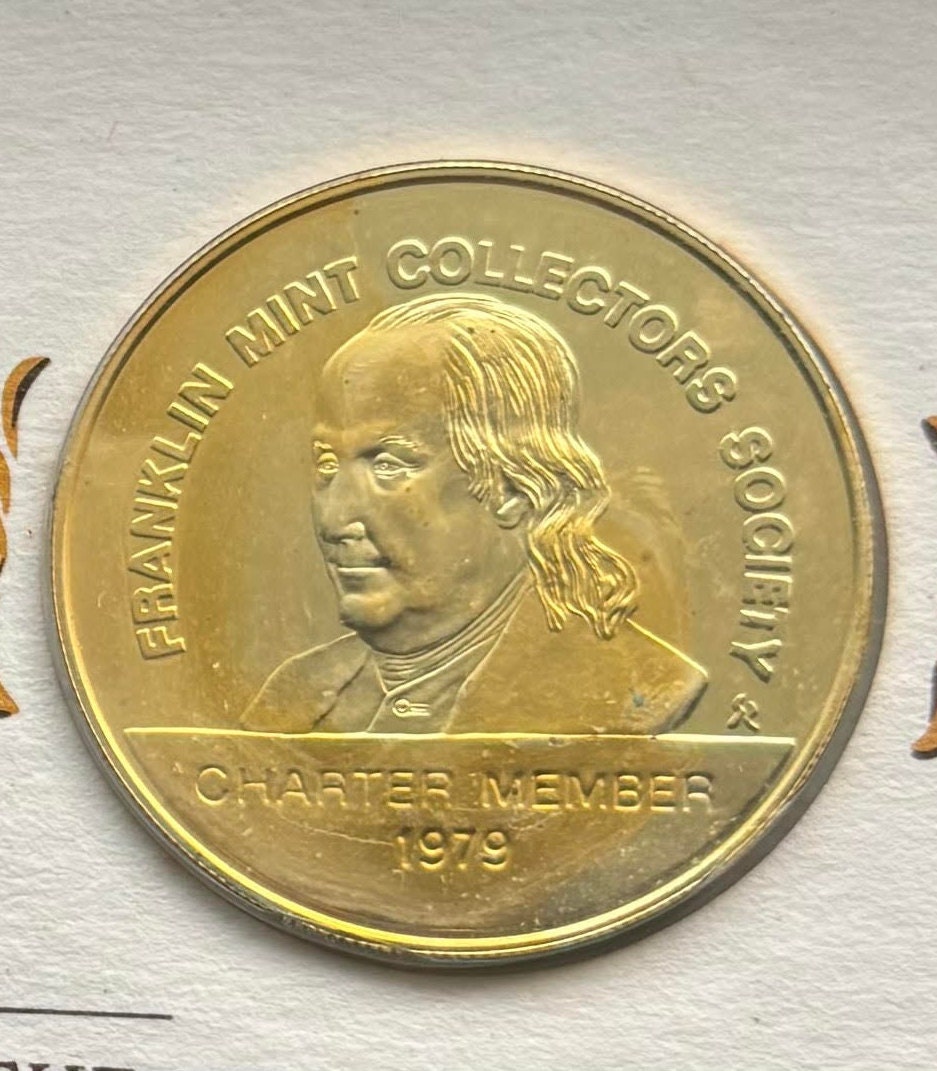 FRANKLIN MINT COLLECTORS SOCIETY
CHARTER MEMBER
1979